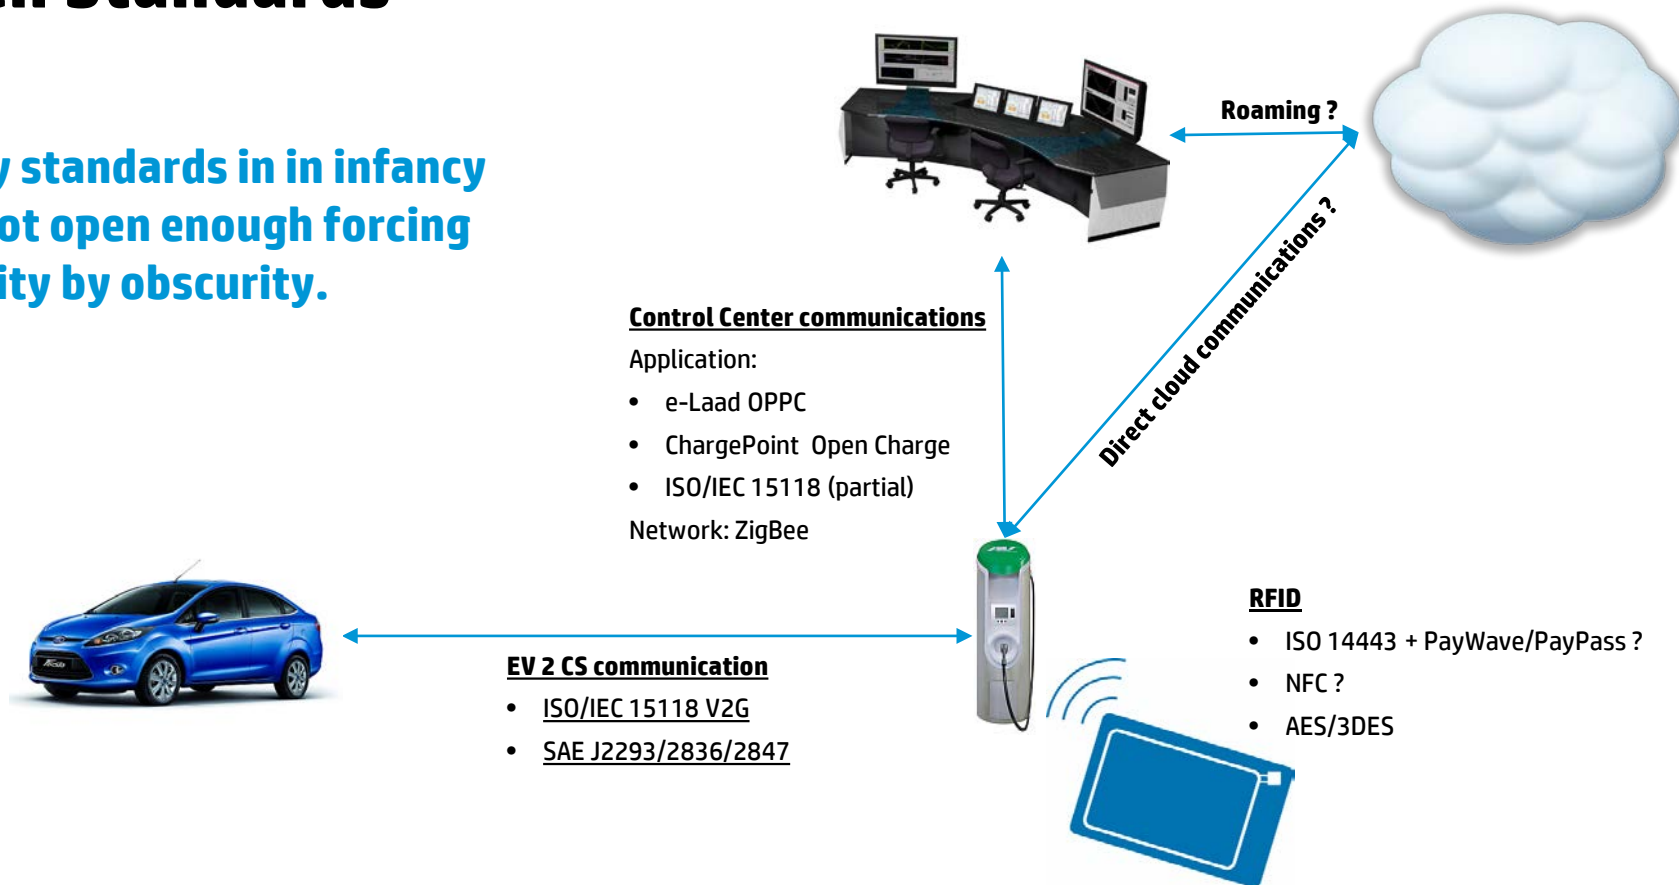 Standards
y standards in in infancy
ot open enough forcing
ity by obscurity.
Roaming ?
Direct cloud communications ?
Control Center communications
Application:
• e-Laad OPPC
• ChargePoint Open Charge
• ISO/IEC 15118 (partial)
Network: ZigBee
EV 2 CS communication
• ISO/IEC 15118 V2G
• SAE J2293/2836/2847
RFID
• ISO 14443 + PayWave/PayPass ?
• NFC ?
• AES/3DES